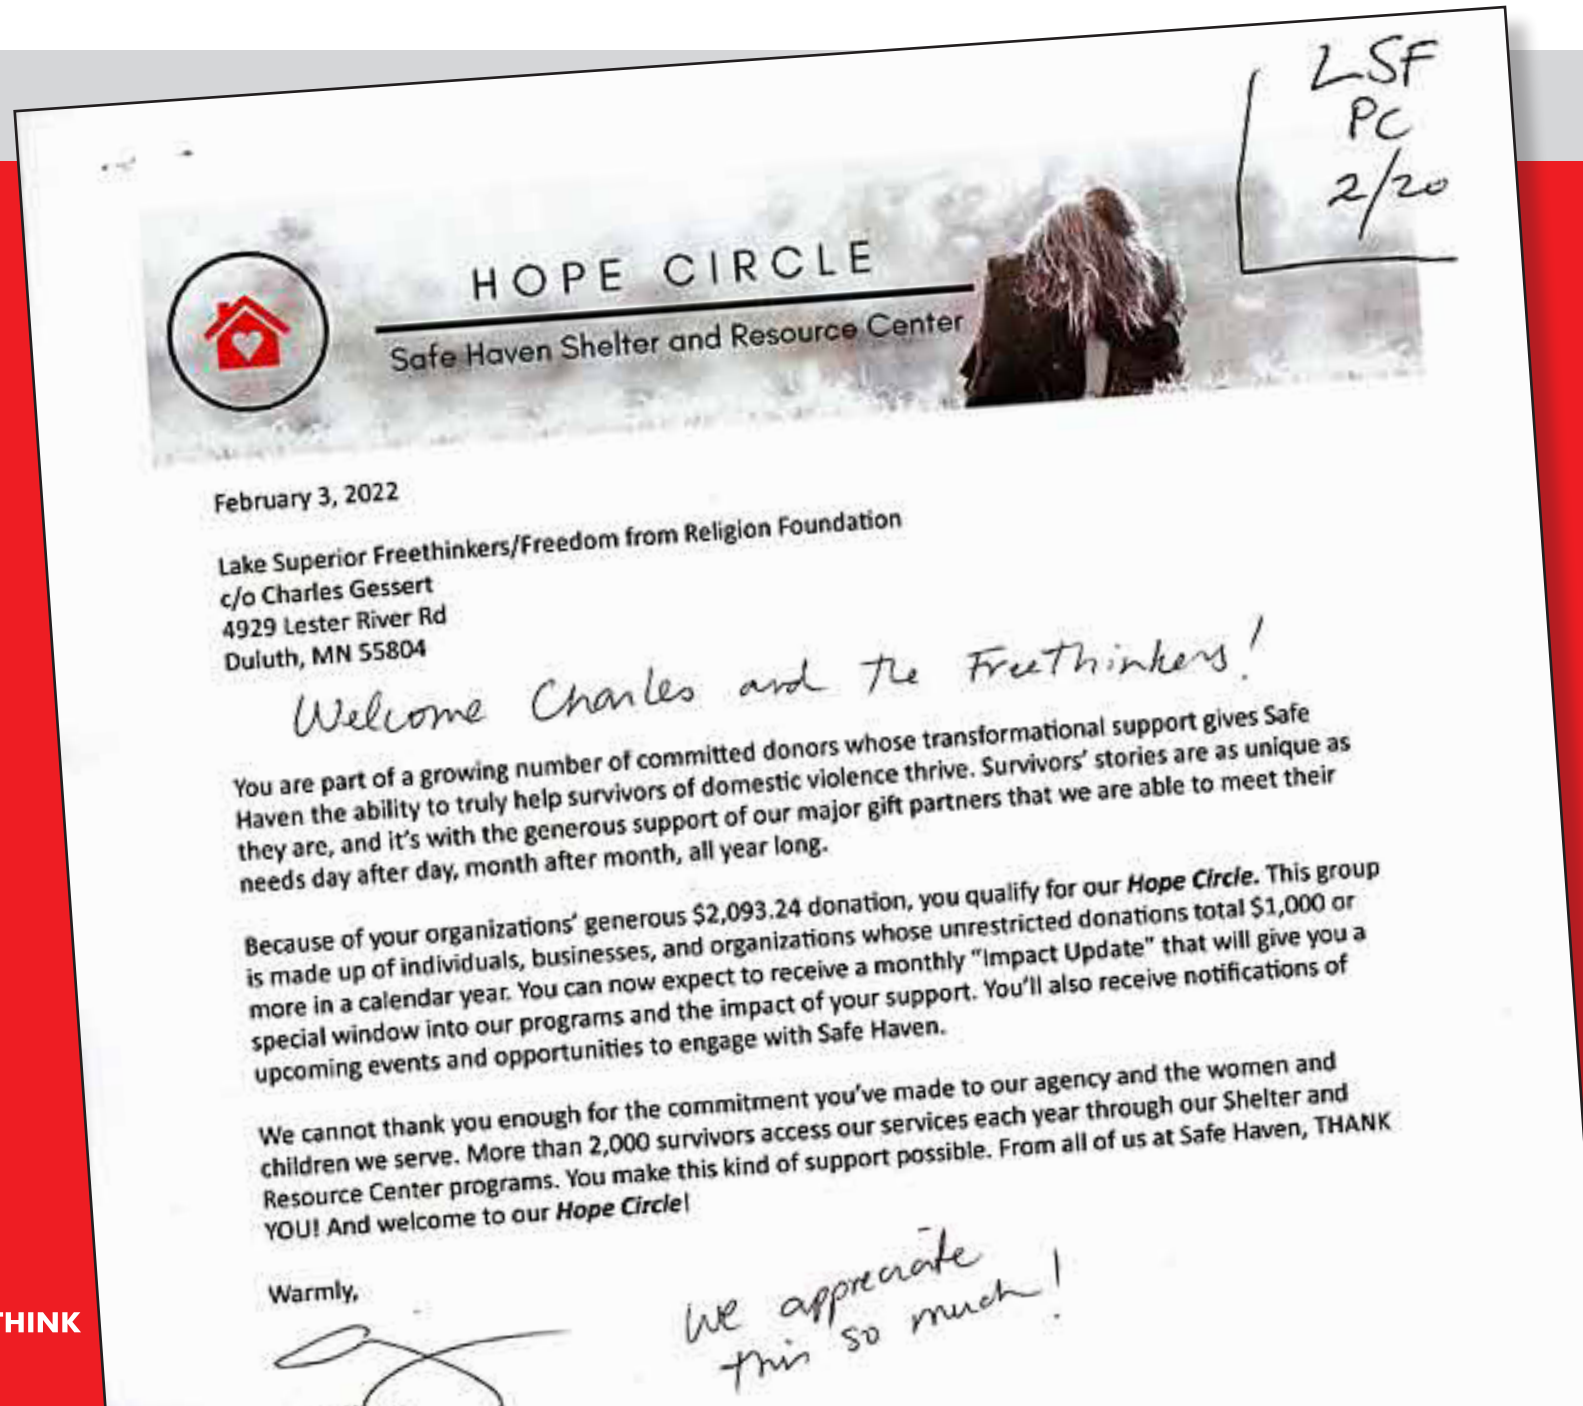 LSF
PC
2/20
HOPE CIRCLE
Safe Haven Shelter and Resource Center
February 3, 2022
Lake Superior Freethinkers/Freedom from Religion Foundation
c/o Charles Gessert
4929 Lester River Rd
Duluth, MN 55804
Welcome Charles and the FreeThinkers!
You are part of a growing number of committed donors whose transformational support gives Safe
Haven the ability to truly help survivors of domestic violence thrive. Survivors' stories are as unique as
they are, and it's with the generous support of our major gift partners that we are able to meet their
needs day after day, month after month, all year long.
Because of your organizations' generous $2,093.24 donation, you qualify for our Hope Circle. This group
is made up of individuals, businesses, and organizations whose unrestricted donations total $1,000 or
more in a calendar year. You can now expect to receive a monthly "Impact Update" that will give you a
special window into our programs and the impact of your support. You'll also receive notifications of
upcoming events and opportunities to engage with Safe Haven.
We cannot thank you enough for the commitment you've made to our agency and the women and
children we serve. More than 2,000 survivors access our services each year through our Shelter and
Resource Center programs. You make this kind of support possible. From all of us at Safe Haven, THANK
YOU! And welcome to our Hope Circle!
Warmly,
We appreciate
this so much!
THINK